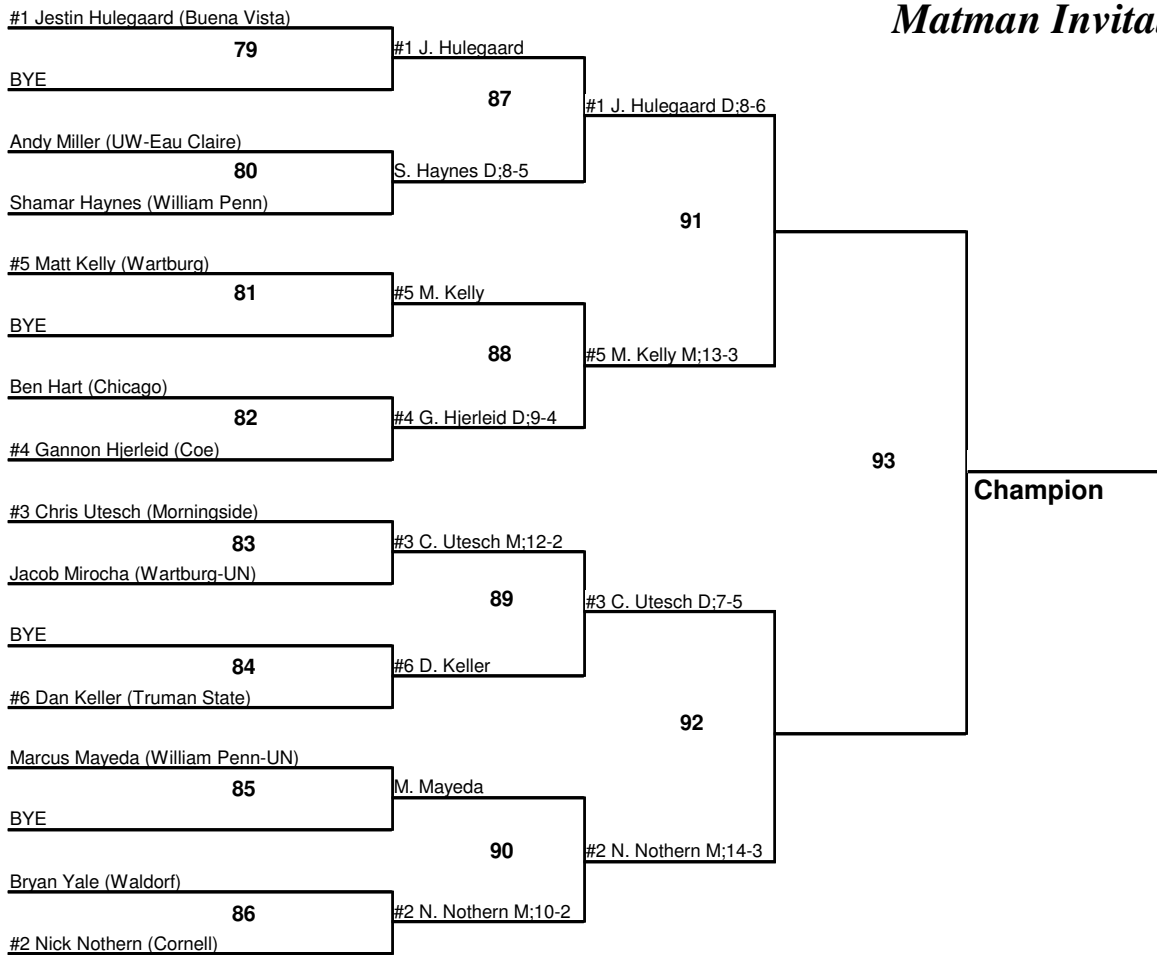 Matman Invita
#1 Jestin Hulegaard (Buena Vista)
79
BYE
#1 J. Hulegaard
87
#1 J. Hulegaard D;8-6
Andy Miller (UW-Eau Claire)
80
Shamar Haynes (William Penn)
S. Haynes D;8-5
91
#5 Matt Kelly (Wartburg)
81
BYE
#5 M. Kelly
88
#5 M. Kelly M;13-3
Ben Hart (Chicago)
82
#4 Gannon Hjerleid (Coe)
#4 G. Hjerleid D;9-4
93
Champion
#3 Chris Utesch (Morningside)
83
Jacob Mirocha (Wartburg-UN)
#3 C. Utesch M;12-2
89
#3 C. Utesch D;7-5
BYE
84
#6 Dan Keller (Truman State)
#6 D. Keller
92
Marcus Mayeda (William Penn-UN)
85
BYE
M. Mayeda
90
#2 N. Nothern M;14-3
Bryan Yale (Waldorf)
86
#2 Nick Nothern (Cornell)
#2 N. Nothern M;10-2